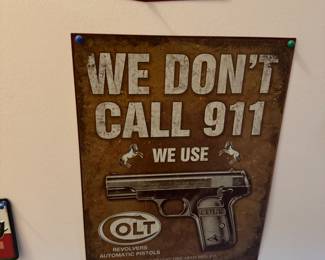 WE DON'T
CALL 911
WE USE
COLT
REVOLVERS
AUTOMATIC PISTOLS